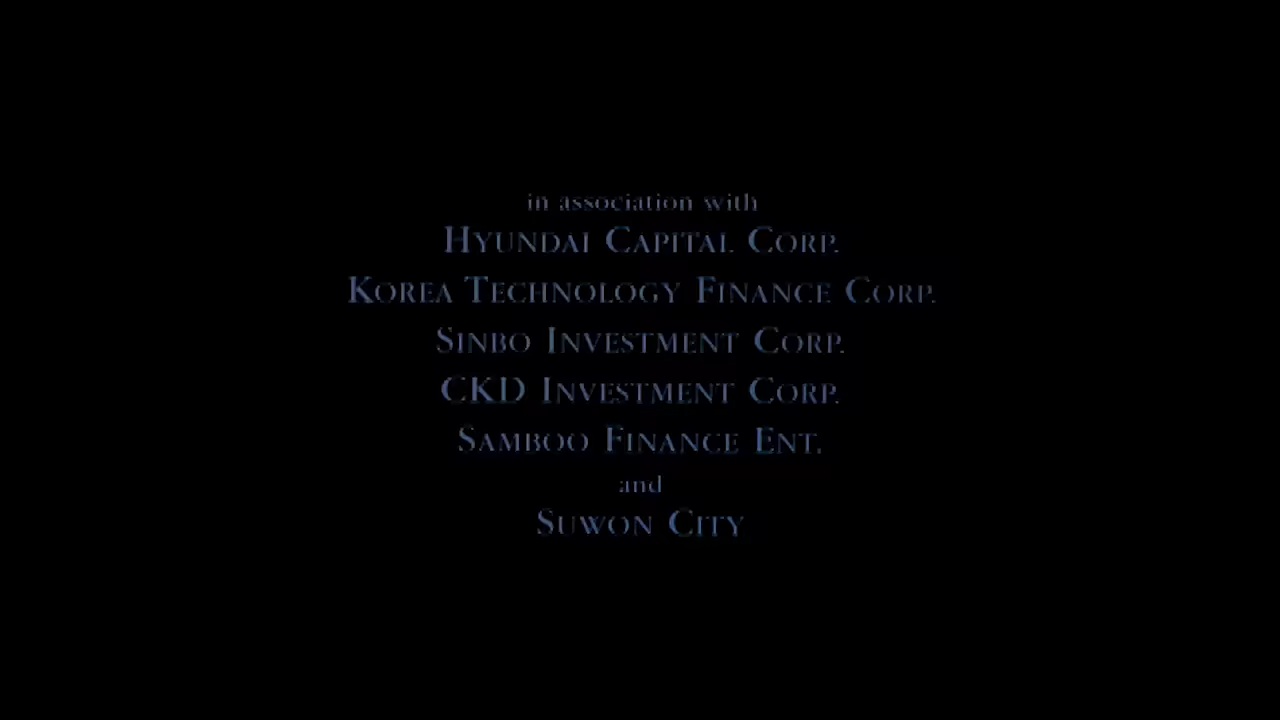 in association with
HYUNDAI CAPITAL CORP.
KOREA TECHNOLOGY FINANCE CORP.
SINBO INVESTMENT CORP.
CKD INVESTMENT CORP.
SAMBOO FINANCE ENT.
and
SUWON CITY